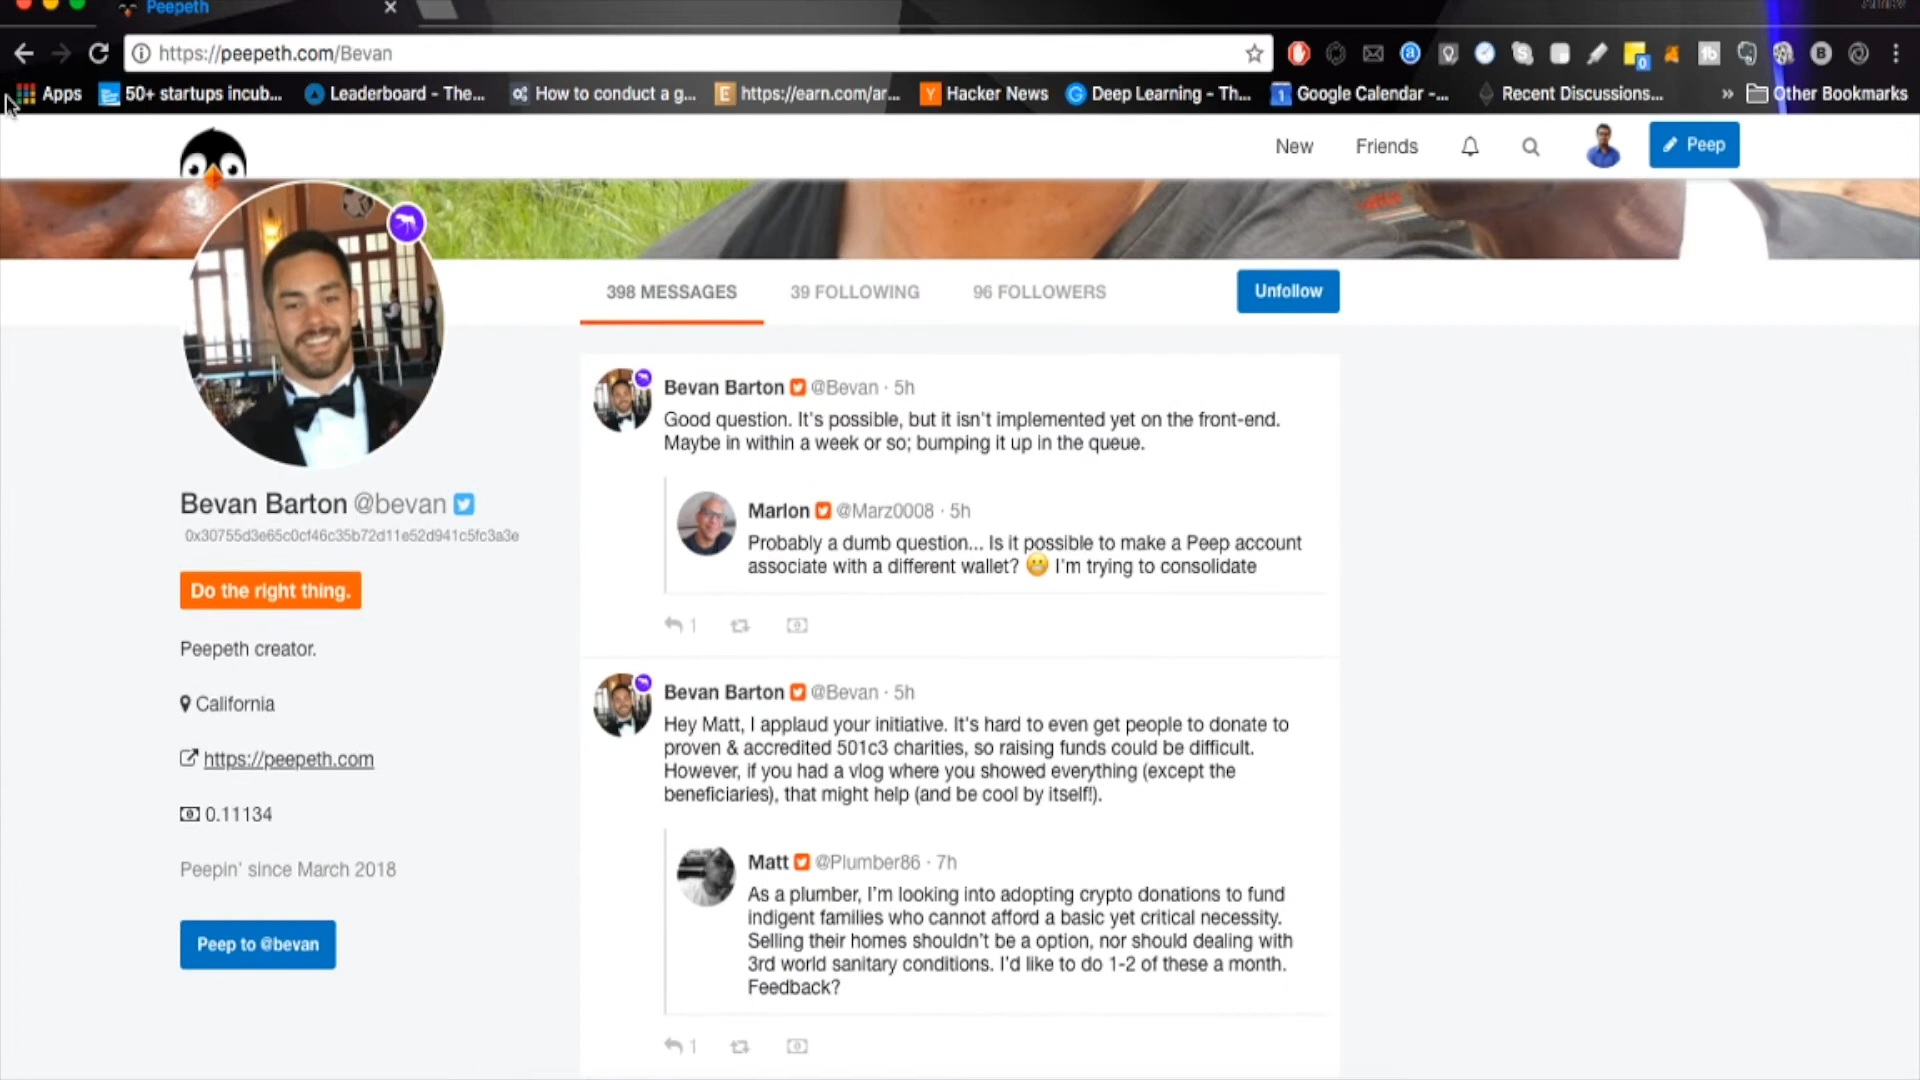 Peepeth
https://peepeth.com/Bevan
Apps
50+ startups incub...
Leaderboard - The...
How to conduct a g...
https://earn.com/ar...
Hacker News
Deep Learning - Th...
Google Calendar -...
Recent Discussions...
»
Other Bookmarks
New
Friends
Peep
398 MESSAGES
39 FOLLOWING
96 FOLLOWERS
Unfollow
Bevan Barton @bevan
0x30755d3e65c0cf46c35b72d11e52d941c5fc3a3e
Do the right thing.
Peepeth creator.
California
https://peepeth.com
0.11134
Peepin' since March 2018
Peep to @bevan
Bevan Barton @Bevan · 5h
Good question. It's possible, but it isn't implemented yet on the front-end.
Maybe in within a week or so; bumping it up in the queue.
Marlon @Marz0008 · 5h
Probably a dumb question... Is it possible to make a Peep account
associate with a different wallet? 😬 I'm trying to consolidate
1
Bevan Barton @Bevan · 5h
Hey Matt, I applaud your initiative. It's hard to even get people to donate to
proven & accredited 501c3 charities, so raising funds could be difficult.
However, if you had a vlog where you showed everything (except the
beneficiaries), that might help (and be cool by itself!).
Matt @Plumber86 · 7h
As a plumber, I'm looking into adopting crypto donations to fund
indigent families who cannot afford a basic yet critical necessity.
Selling their homes shouldn't be a option, nor should dealing with
3rd world sanitary conditions. I'd like to do 1-2 of these a month.
Feedback?
1